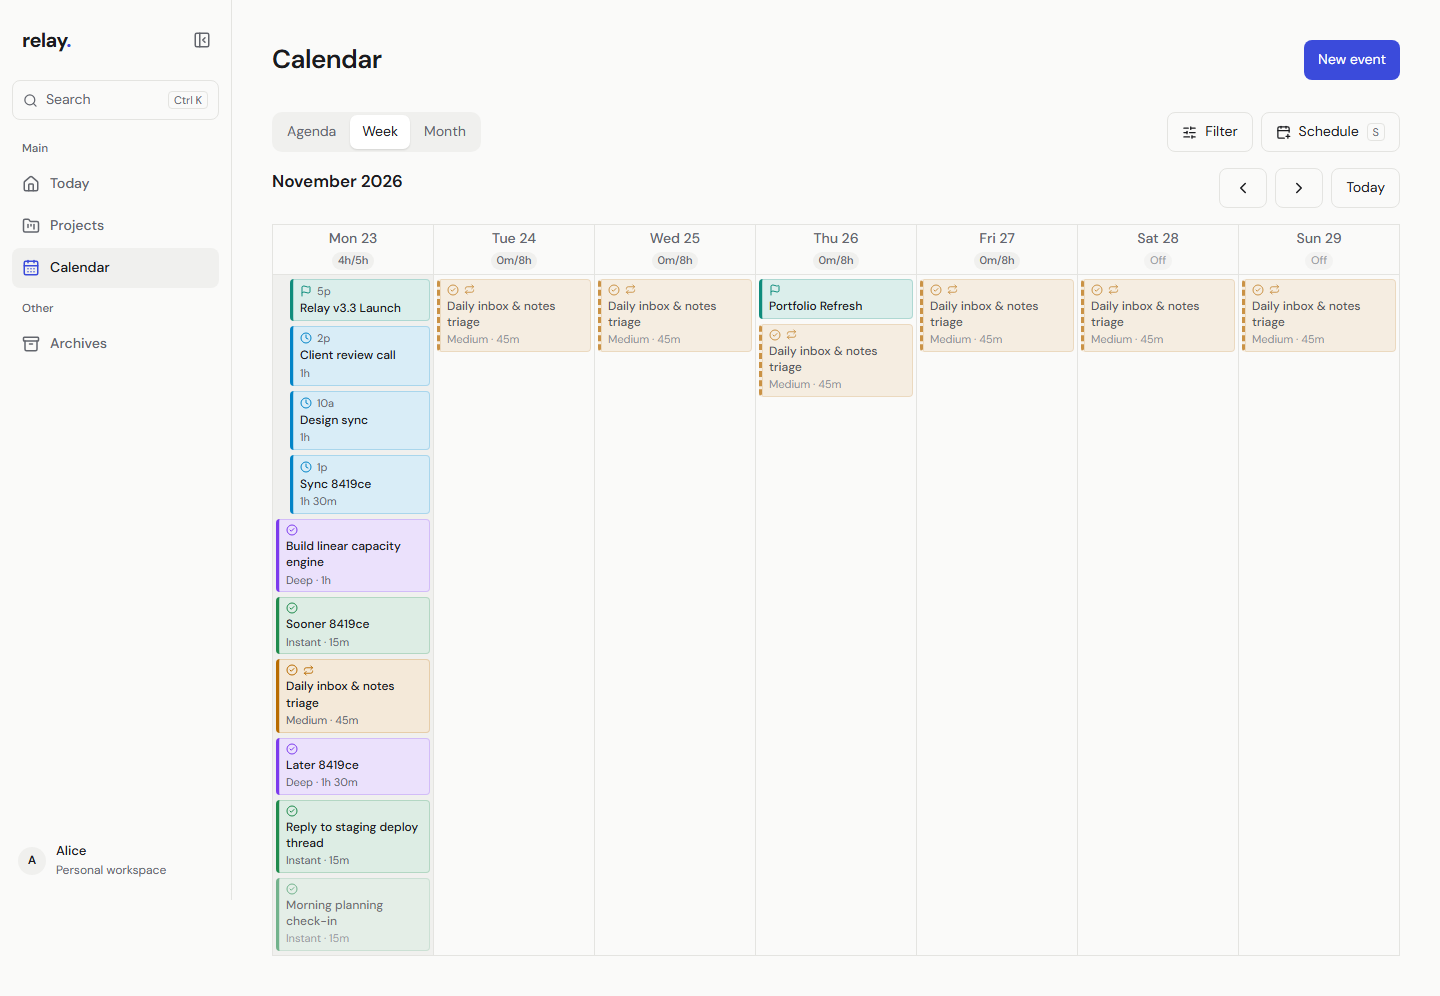 relay.
Search
Ctrl K
Main
Today
Projects
Calendar
Other
Archives
A
Alice
Personal workspace
Calendar
New event
Agenda
Week
Month
Filter
Schedule
S
November 2026
Today
Mon 23
4h/5h
Tue 24
0m/8h
Wed 25
0m/8h
Thu 26
0m/8h
Fri 27
0m/8h
Sat 28
Off
Sun 29
Off
5p
Relay v3.3 Launch
2p
Client review call
1h
10a
Design sync
1h
1p
Sync 8419ce
1h 30m
Build linear capacity
engine
Deep · 1h
Sooner 8419ce
Instant · 15m
Daily inbox & notes
triage
Medium · 45m
Later 8419ce
Deep · 1h 30m
Reply to staging deploy
thread
Instant · 15m
Morning planning
check-in
Instant · 15m
Daily inbox & notes
triage
Medium · 45m
Daily inbox & notes
triage
Medium · 45m
Portfolio Refresh
Daily inbox & notes
triage
Medium · 45m
Daily inbox & notes
triage
Medium · 45m
Daily inbox & notes
triage
Medium · 45m
Daily inbox & notes
triage
Medium · 45m